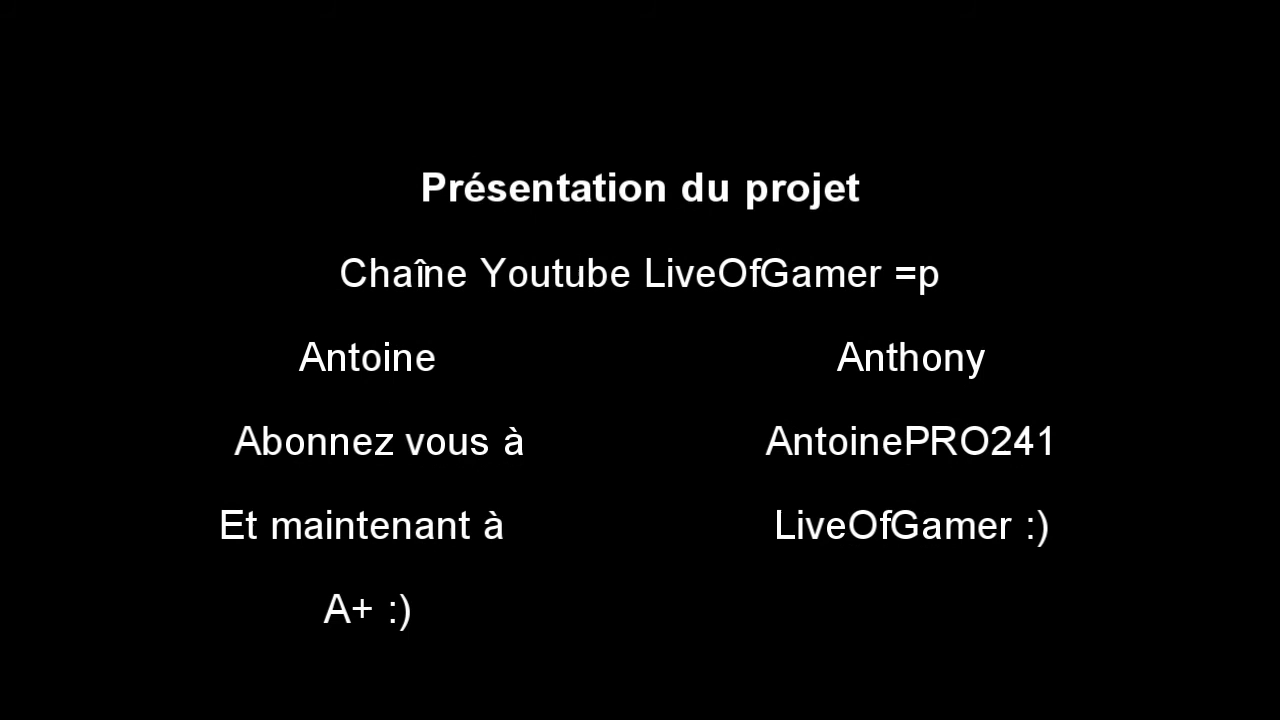 Présentation du projet
Chaîne Youtube LiveOfGamer =p
Antoine Anthony
Abonnez vous à AntoinePRO241
Et maintenant à LiveOfGamer :)
A+ :)